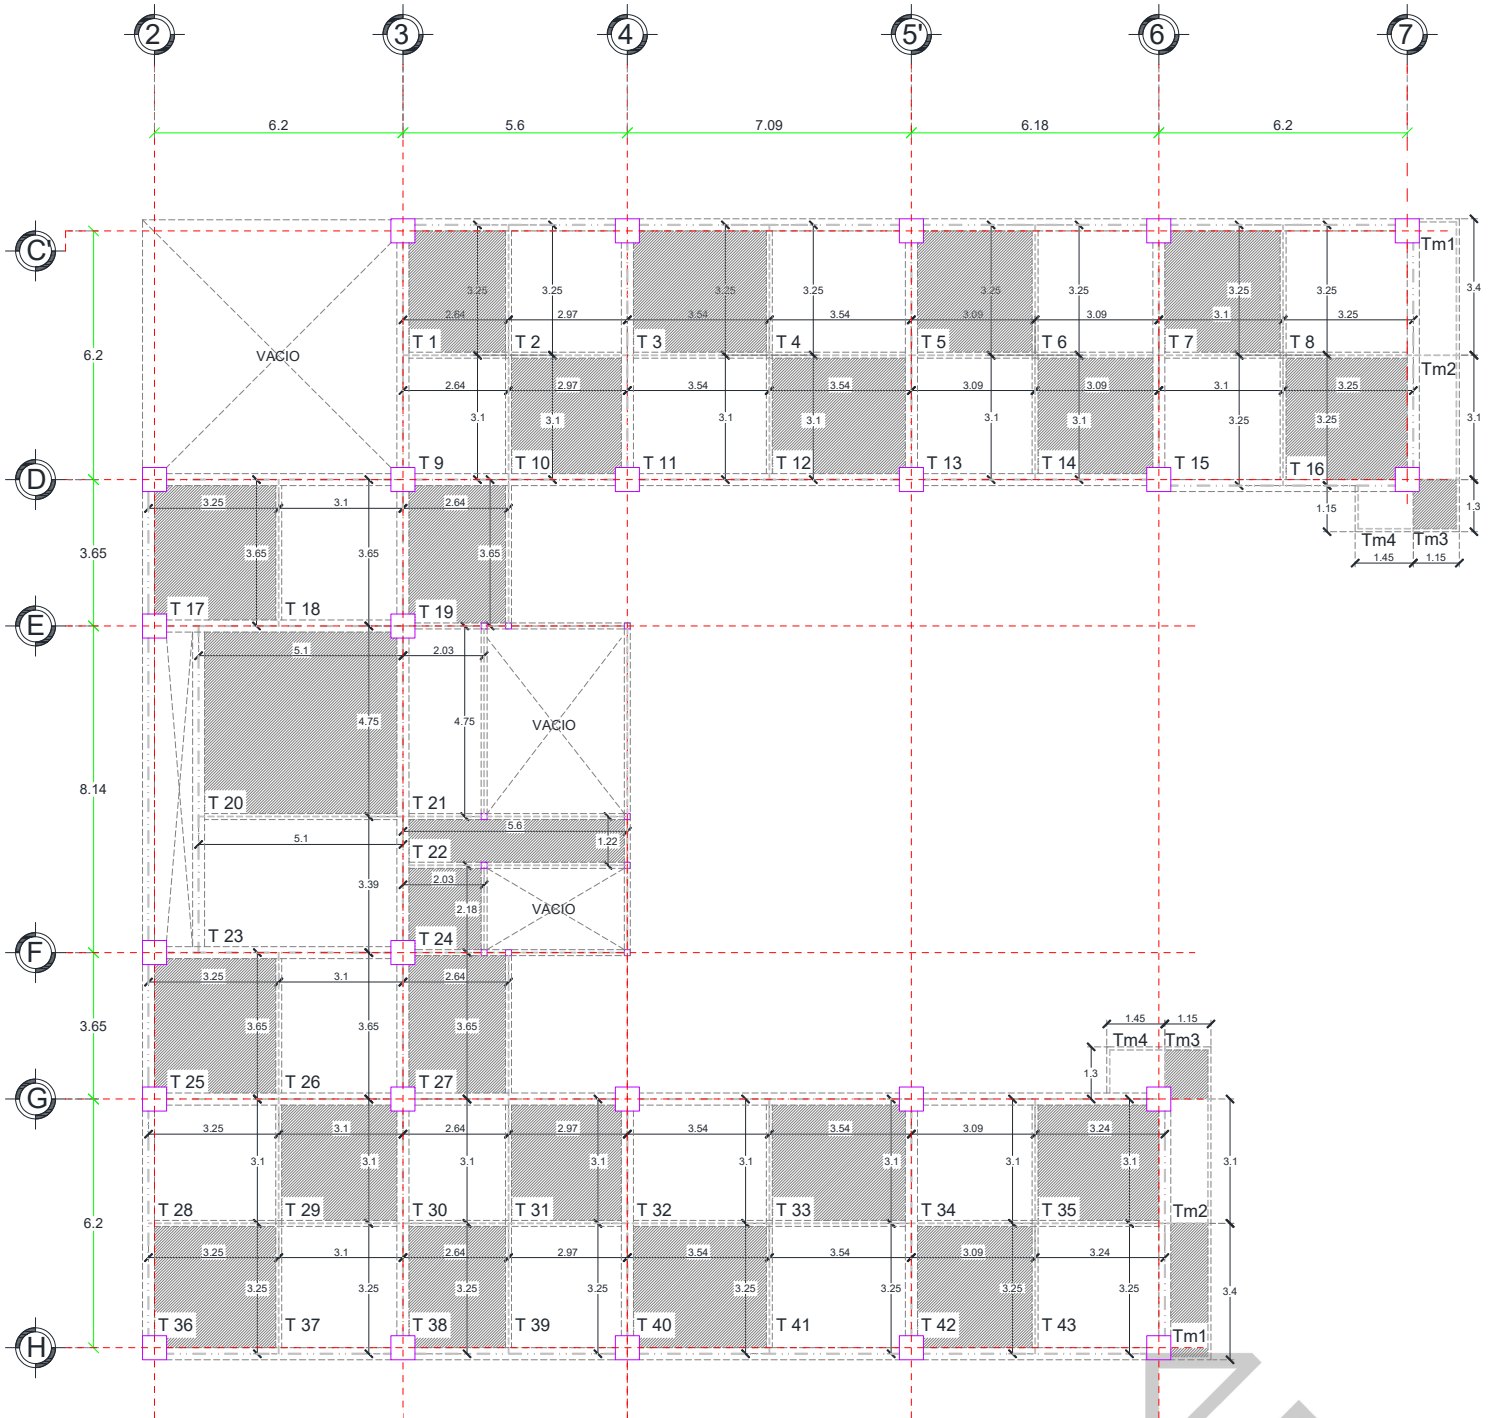 2 3 4 5' 6 7
6.2 5.6 7.09 6.18 6.2
C'
Tm1
3.25 3.25 3.25 3.25 3.25 3.25 3.25 3.25 3.4
2.64 2.97 3.54 3.54 3.09 3.09 3.1 3.25
T 1 T 2 T 3 T 4 T 5 T 6 T 7 T 8
6.2 VACIO
Tm2
2.64 2.97 3.54 3.54 3.09 3.09 3.1 3.25
3.1 3.1 3.1 3.1 3.1 3.1 3.25 3.25 3.1
T 9 T 10 T 11 T 12 T 13 T 14 T 15 T 16
D
3.25 3.1 2.64 1.15 1.3
Tm4 Tm3
3.65 3.65 3.65 3.65 1.45 1.15
T 17 T 18 T 19
E
5.1 2.03
4.75 4.75 VACIO
8.14
T 20 T 21
5.6
5.1 T 22 1.22
3.39 2.03
2.18 VACIO
T 23 T 24
F
3.25 3.1 2.64
3.65 3.65 3.65 3.65
1.45 1.15
Tm4 Tm3
1.3
T 25 T 26 T 27
G
3.25 3.1 2.64 2.97 3.54 3.54 3.09 3.24
3.1 3.1 3.1 3.1 3.1 3.1 3.1 3.1 3.1
T 28 T 29 T 30 T 31 T 32 T 33 T 34 T 35 Tm2
6.2
3.25 3.1 2.64 2.97 3.54 3.54 3.09 3.24
3.25 3.25 3.25 3.25 3.25 3.25 3.25 3.25 3.4
T 36 T 37 T 38 T 39 T 40 T 41 T 42 T 43 Tm1
H